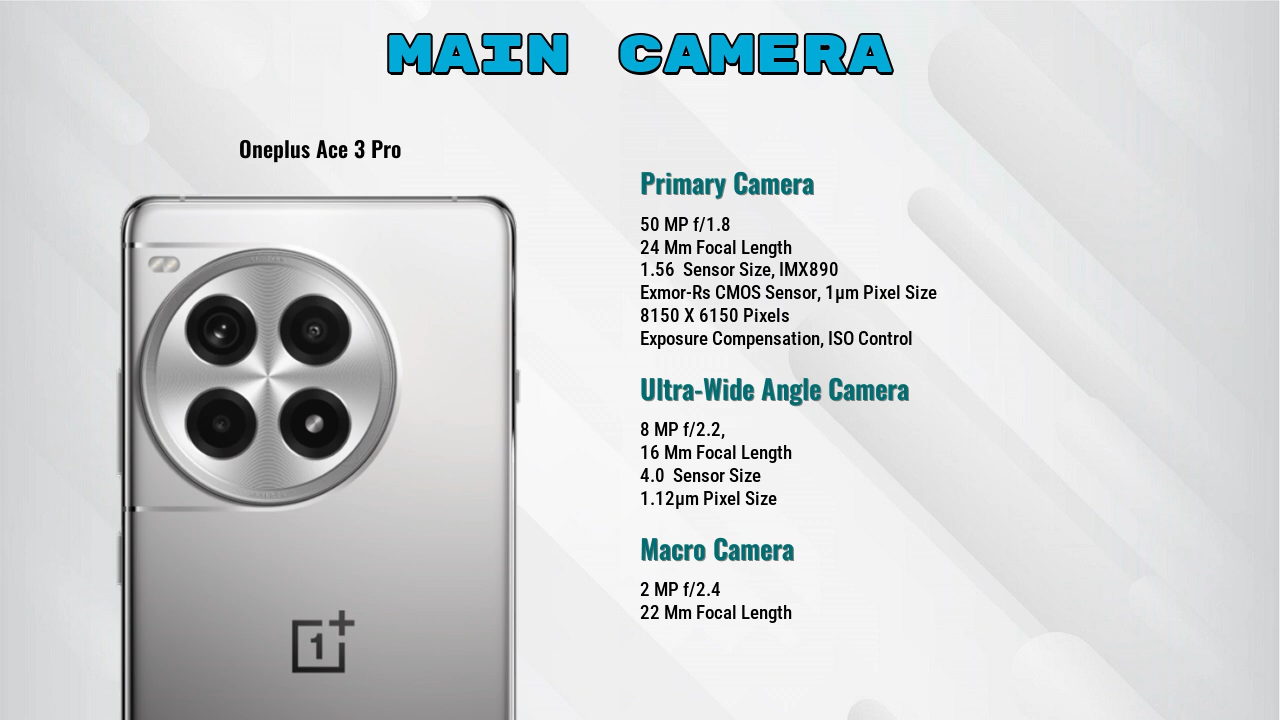 MAIN CAMERA
Oneplus Ace 3 Pro
Primary Camera
50 MP f/1.8
24 Mm Focal Length
1.56  Sensor Size, IMX890
Exmor-Rs CMOS Sensor, 1µm Pixel Size
8150 X 6150 Pixels
Exposure Compensation, ISO Control
Ultra-Wide Angle Camera
8 MP f/2.2,
16 Mm Focal Length
4.0  Sensor Size
1.12µm Pixel Size
Macro Camera
2 MP f/2.4
22 Mm Focal Length
1+